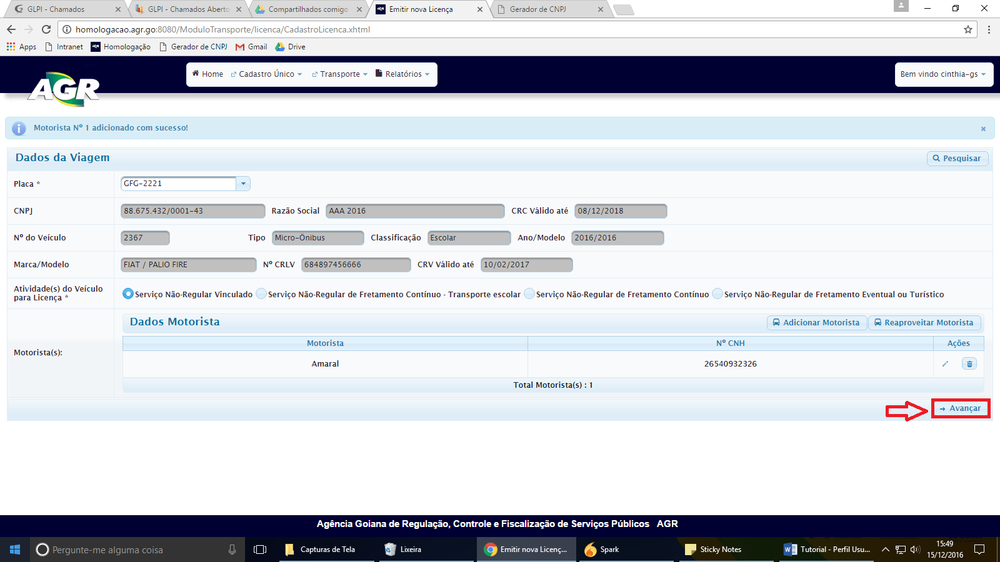 GLPI - Chamados
GLPI - Chamados Aberto
Compartilhados comigo
Emitir nova Licença
Gerador de CNPJ
homologacao.agr.go:8080/ModuloTransporte/licenca/CadastroLicenca.xhtml
Apps Intranet Homologação Gerador de CNPJ Gmail Drive
AGR
Home Cadastro Único Transporte Relatórios
Bem vindo cinthia-gs
Motorista Nº 1 adicionado com sucesso!
Dados da Viagem
Pesquisar
Placa * GFG-2221
CNPJ 88.675.432/0001-43 Razão Social AAA 2016 CRC Válido até 08/12/2018
Nº do Veículo 2367 Tipo Micro-Ônibus Classificação Escolar Ano/Modelo 2016/2016
Marca/Modelo FIAT / PALIO FIRE Nº CRLV 684897456666 CRV Válido até 10/02/2017
Atividade(s) do Veículo
para Licença *
Serviço Não-Regular Vinculado Serviço Não-Regular de Fretamento Contínuo - Transporte escolar Serviço Não-Regular de Fretamento Contínuo Serviço Não-Regular de Fretamento Eventual ou Turístico
Motorista(s):
Dados Motorista
Adicionar Motorista Reaproveitar Motorista
Motorista Nº CNH Ações
Amaral 26540932326
Total Motorista(s) : 1
Avançar
Agência Goiana de Regulação, Controle e Fiscalização de Serviços Públicos AGR
Pergunte-me alguma coisa
Capturas de Tela
Lixeira
Emitir nova Licenç...
Spark
Sticky Notes
Tutorial - Perfil Usu...
15:49
15/12/2016